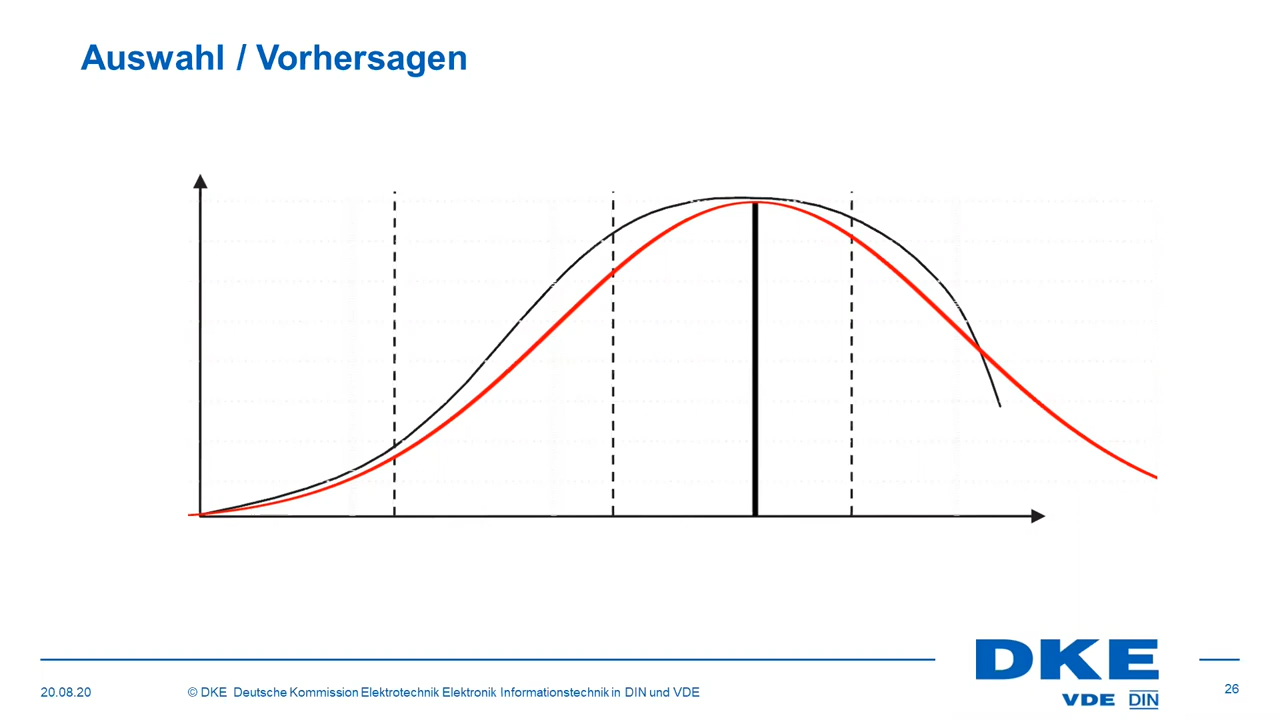 Auswahl / Vorhersagen
DKE
VDE DIN
20.08.20
© DKE Deutsche Kommission Elektrotechnik Elektronik Informationstechnik in DIN und VDE
26